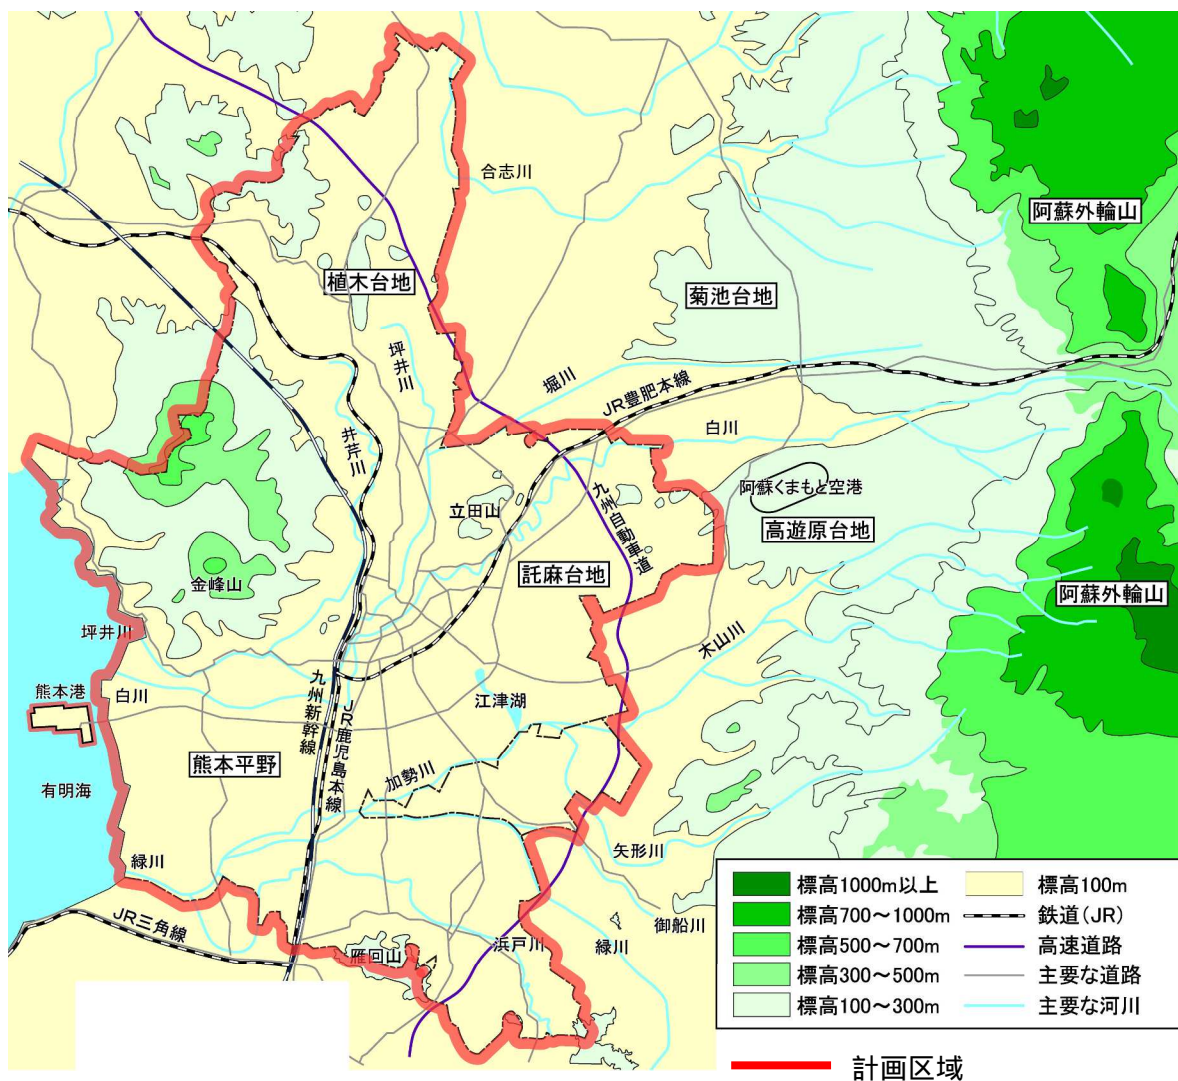 合志川
阿蘇外輪山
植木台地
菊池台地
坪井川
堀川
JR豊肥本線
井芹川
白川
立田山
九州自動車道
阿蘇くまもと空港
高遊原台地
託麻台地
金峰山
阿蘇外輪山
坪井川
木山川
熊本港
白川
九州新幹線
JR鹿児島本線
江津湖
熊本平野
有明海
加勢川
緑川
矢形川
JR三角線
雁回山
浜戸川
緑川
御船川
標高1000m以上
標高700~1000m
標高500~700m
標高300~500m
標高100~300m
標高100m
鉄道(JR)
高速道路
主要な道路
主要な河川
計画区域